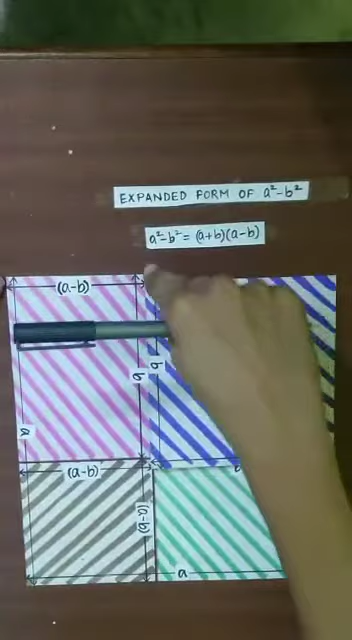 EXPANDED FORM OF a²-b²
a²-b² = (a+b)(a-b)
(a-b)
b
b
a
(a-b)
(a-b)
a